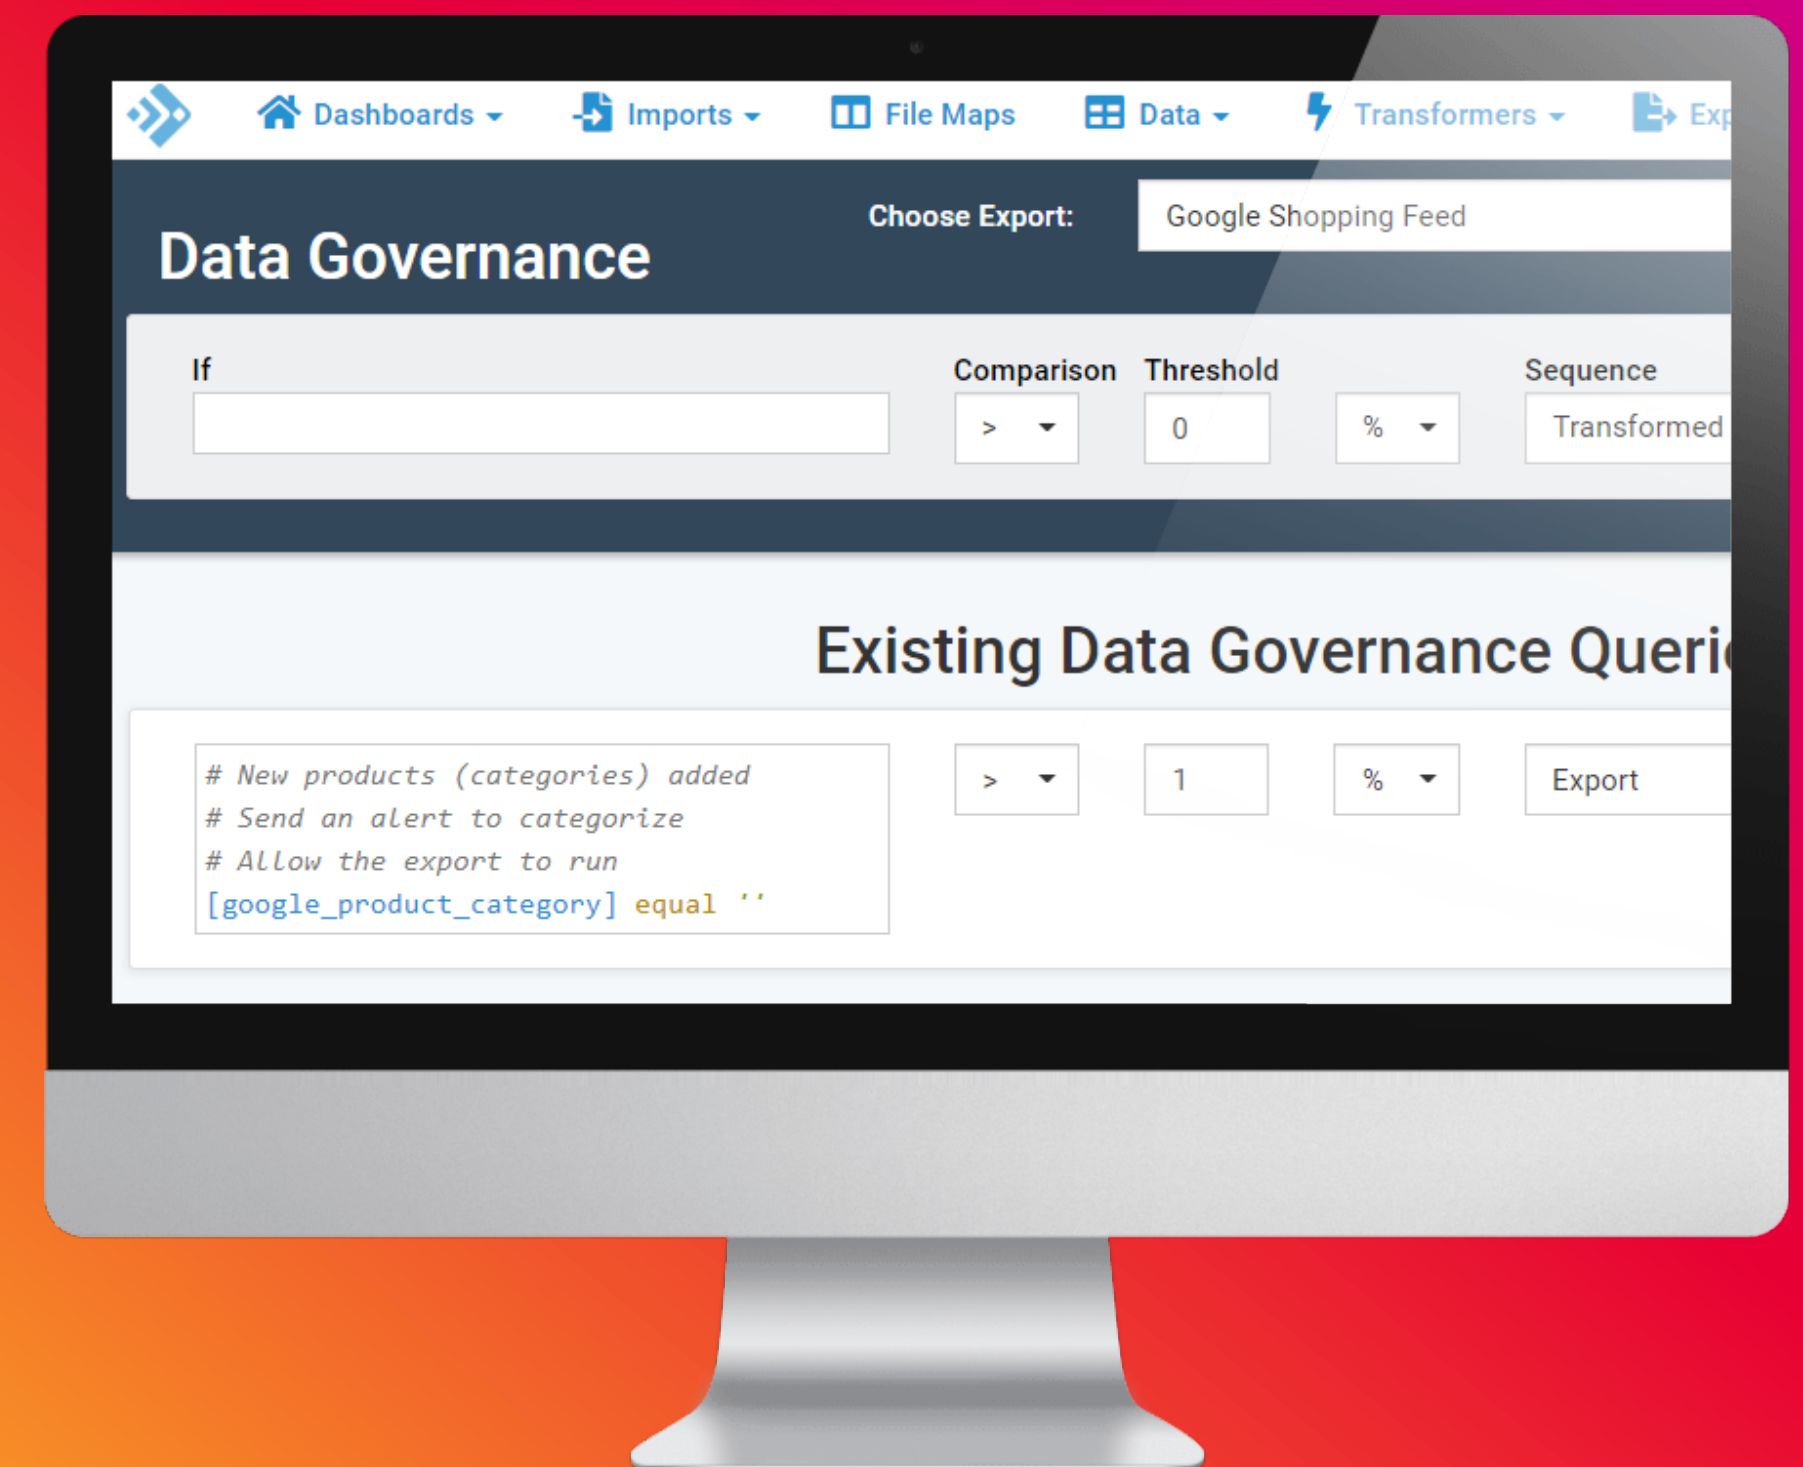 Dashboards Imports File Maps Data Transformers
Choose Export: Google Shopping Feed
Data Governance
If Comparison Threshold Sequence
> 0 % Transformed
Existing Data Governance
# New products (categories) added
# Send an alert to categorize
# Allow the export to run
[google_product_category] equal ''
> 1 % Export